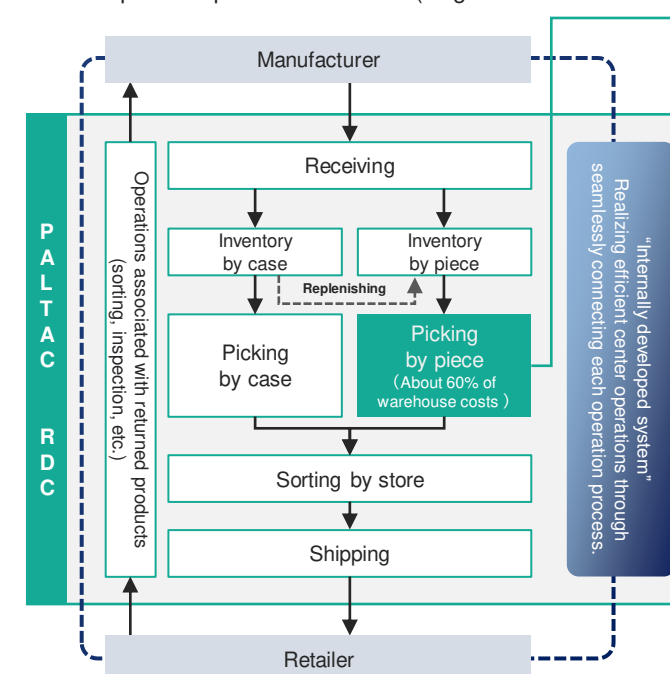 Manufacturer
PALTAC RDC
Operations associated with returned products
(sorting, inspection, etc.)
Receiving
Inventory
by case
Inventory
by piece
Replenishing
Picking
by case
Picking
by piece
(About 60% of
warehouse costs )
Sorting by store
Shipping
"Internally developed system"
Realizing efficient center operations through
seamlessly connecting each operation process.
Retailer